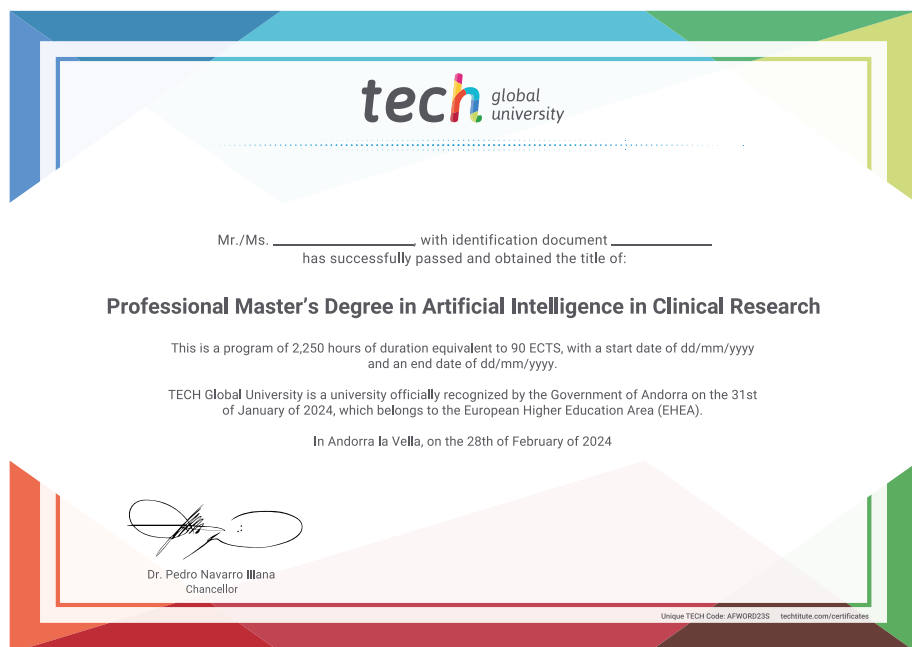 tech global
university
Mr./Ms. ____________, with identification document ____________
has successfully passed and obtained the title of:
Professional Master's Degree in Artificial Intelligence in Clinical Research
This is a program of 2,250 hours of duration equivalent to 90 ECTS, with a start date of dd/mm/yyyy
and an end date of dd/mm/yyyy.
TECH Global University is a university officially recognized by the Government of Andorra on the 31st
of January of 2024, which belongs to the European Higher Education Area (EHEA).
In Andorra la Vella, on the 28th of February of 2024
Dr. Pedro Navarro Illana
Chancellor
Unique TECH Code: AFWORD23S techtitute.com/certificates